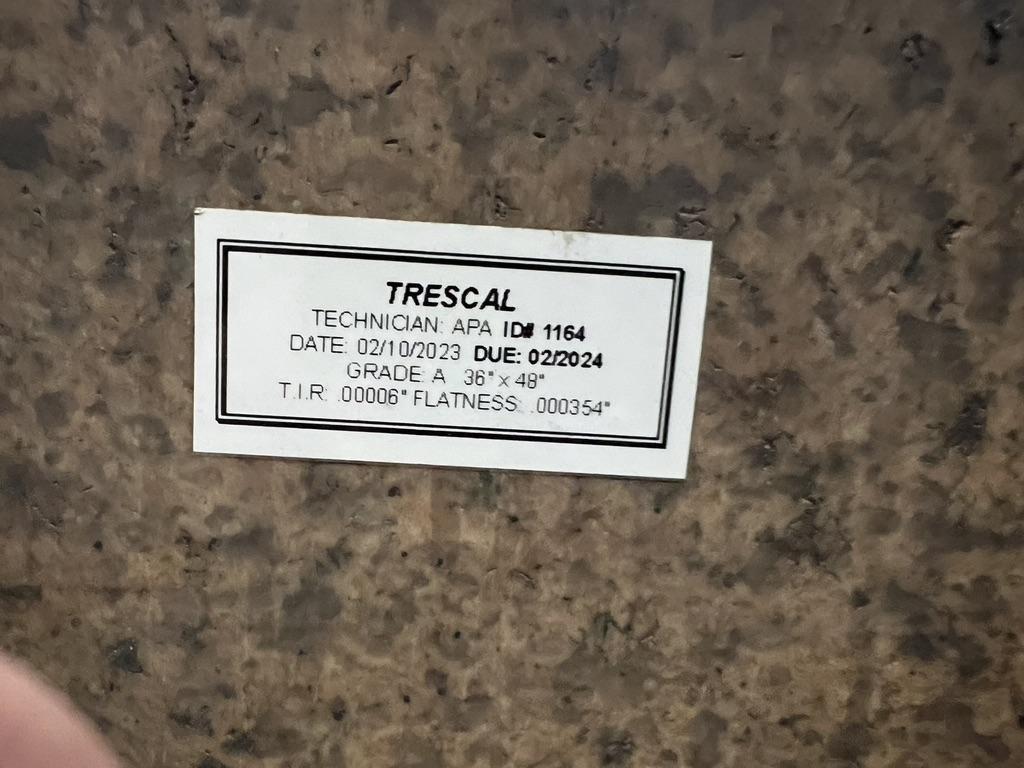 TRESCAL
TECHNICIAN: APA ID# 1164
DATE: 02/10/2023 DUE: 02/2024
GRADE: A 36" x 48"
T.I.R: .00006" FLATNESS: .000354"